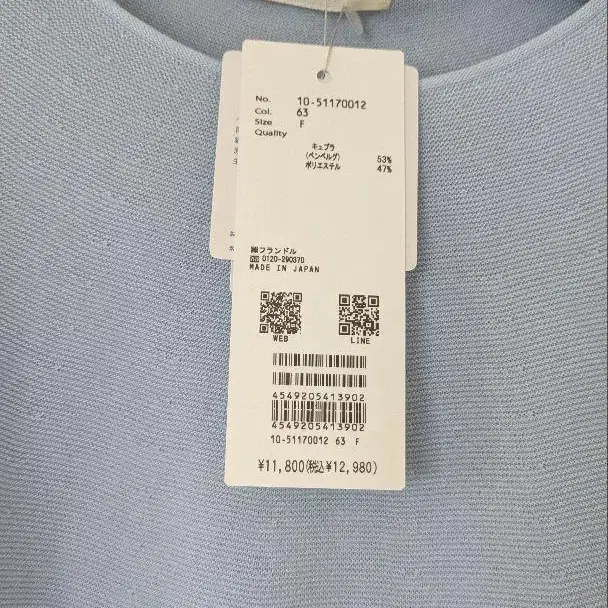 No. 10-51170012
Col. 63
Size F
Quality
キュプラ
(ベンベルグ) 53%
ポリエステル 47%
㈱フランドル
☎ 0120-290370
MADE IN JAPAN
WEB LINE
4549205413902
4549205413902
10-51170012 63 F
¥11,800(税込¥12,980)